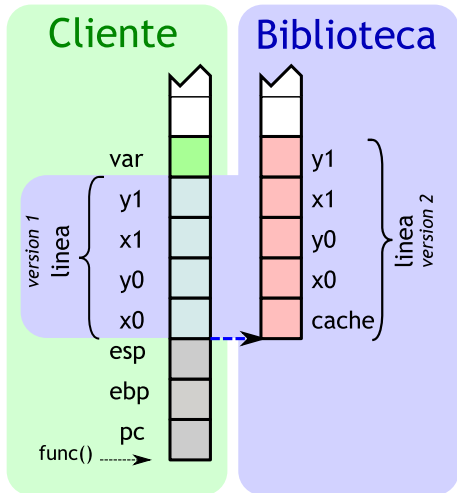 Cliente
var
y1
x1
y0
x0
version 1
linea
esp
ebp
pc
func()
Biblioteca
y1
x1
y0
x0
cache
linea
version 2